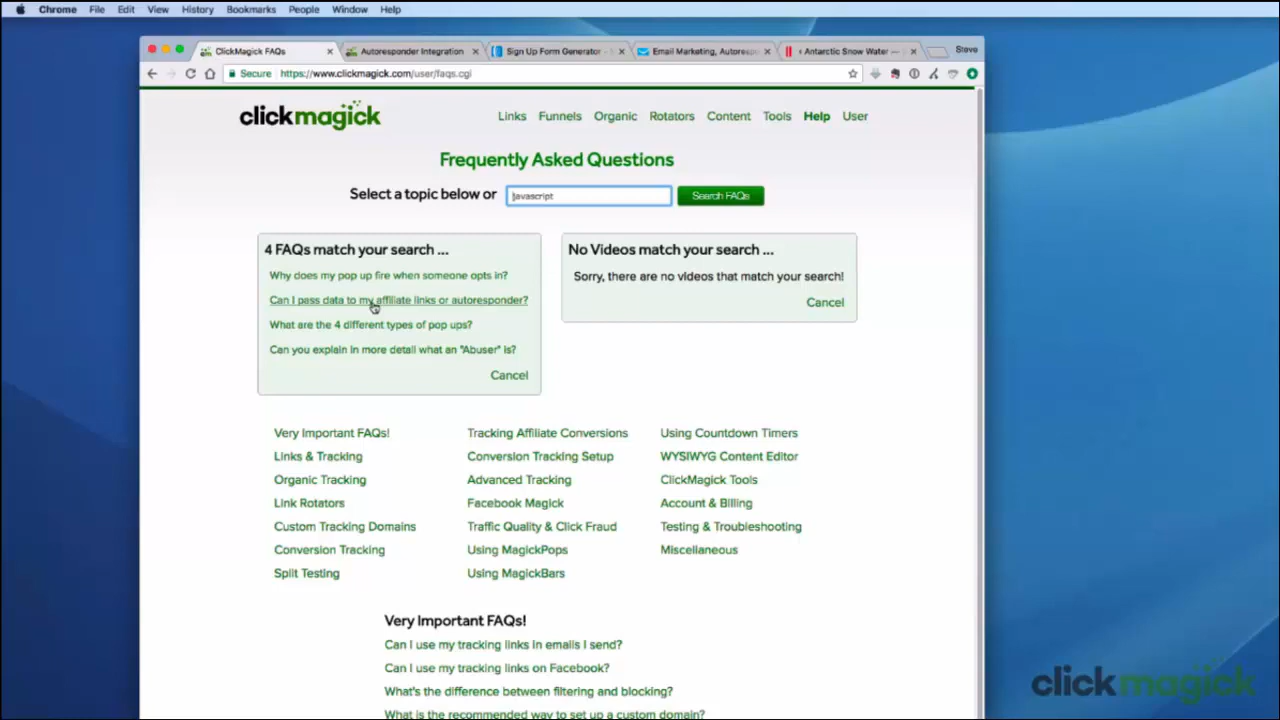 Chrome File Edit View History Bookmarks People Window Help
ClickMagick FAQs Autoresponder Integration Sign Up Form Generator - Email Marketing, Autoresp Antarctic Snow Water — Steve
Secure https://www.clickmagick.com/user/faqs.cgi
clickmagick Links Funnels Organic Rotators Content Tools Help User
Frequently Asked Questions
Select a topic below or javascript Search FAQs
4 FAQs match your search ...
Why does my pop up fire when someone opts in?
Can I pass data to my affiliate links or autoresponder?
What are the 4 different types of pop ups?
Can you explain in more detail what an "Abuser" is?
Cancel
No Videos match your search ...
Sorry, there are no videos that match your search!
Cancel
Very Important FAQs! Tracking Affiliate Conversions Using Countdown Timers
Links & Tracking Conversion Tracking Setup WYSIWYG Content Editor
Organic Tracking Advanced Tracking ClickMagick Tools
Link Rotators Facebook Magick Account & Billing
Custom Tracking Domains Traffic Quality & Click Fraud Testing & Troubleshooting
Conversion Tracking Using MagickPops Miscellaneous
Split Testing Using MagickBars
Very Important FAQs!
Can I use my tracking links in emails I send?
Can I use my tracking links on Facebook?
What's the difference between filtering and blocking?
What is the recommended way to set up a custom domain?
clickmagick